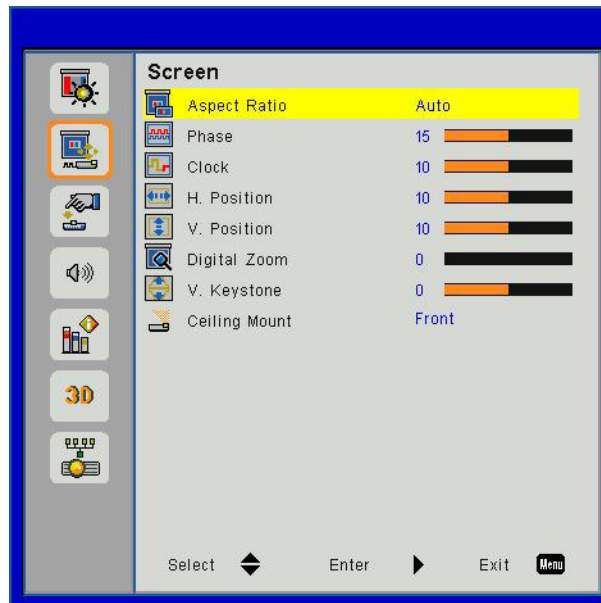 Screen
Aspect Ratio Auto
Phase 15
Clock 10
H. Position 10
V. Position 10
Digital Zoom 0
V. Keystone 0
Ceiling Mount Front
3D
Select Enter Exit Menu